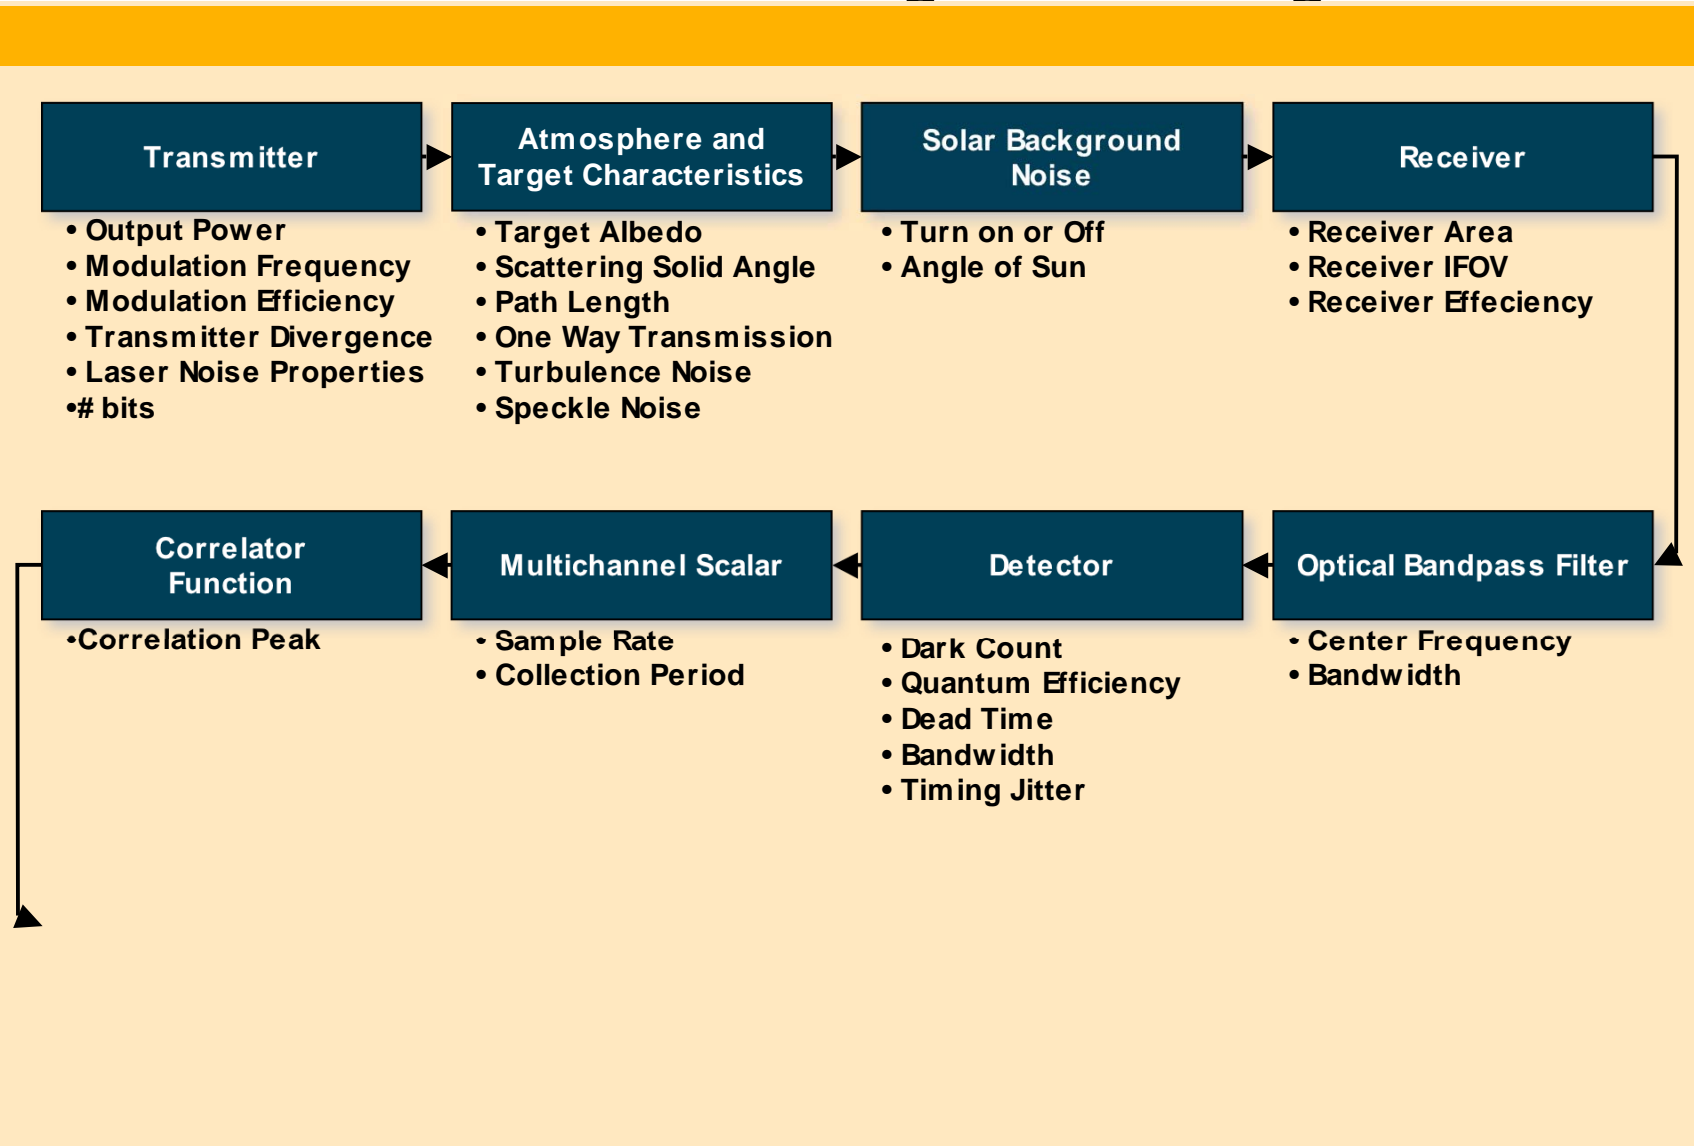 Transmitter
• Output Power
• Modulation Frequency
• Modulation Efficiency
• Transmitter Divergence
• Laser Noise Properties
•# bits
Atmosphere and
Target Characteristics
• Target Albedo
• Scattering Solid Angle
• Path Length
• One Way Transmission
• Turbulence Noise
• Speckle Noise
Solar Background
Noise
• Turn on or Off
• Angle of Sun
Receiver
• Receiver Area
• Receiver IFOV
• Receiver Effeciency
Optical Bandpass Filter
• Center Frequency
• Bandwidth
Detector
• Dark Count
• Quantum Efficiency
• Dead Time
• Bandwidth
• Timing Jitter
Multichannel Scalar
• Sample Rate
• Collection Period
Correlator
Function
•Correlation Peak